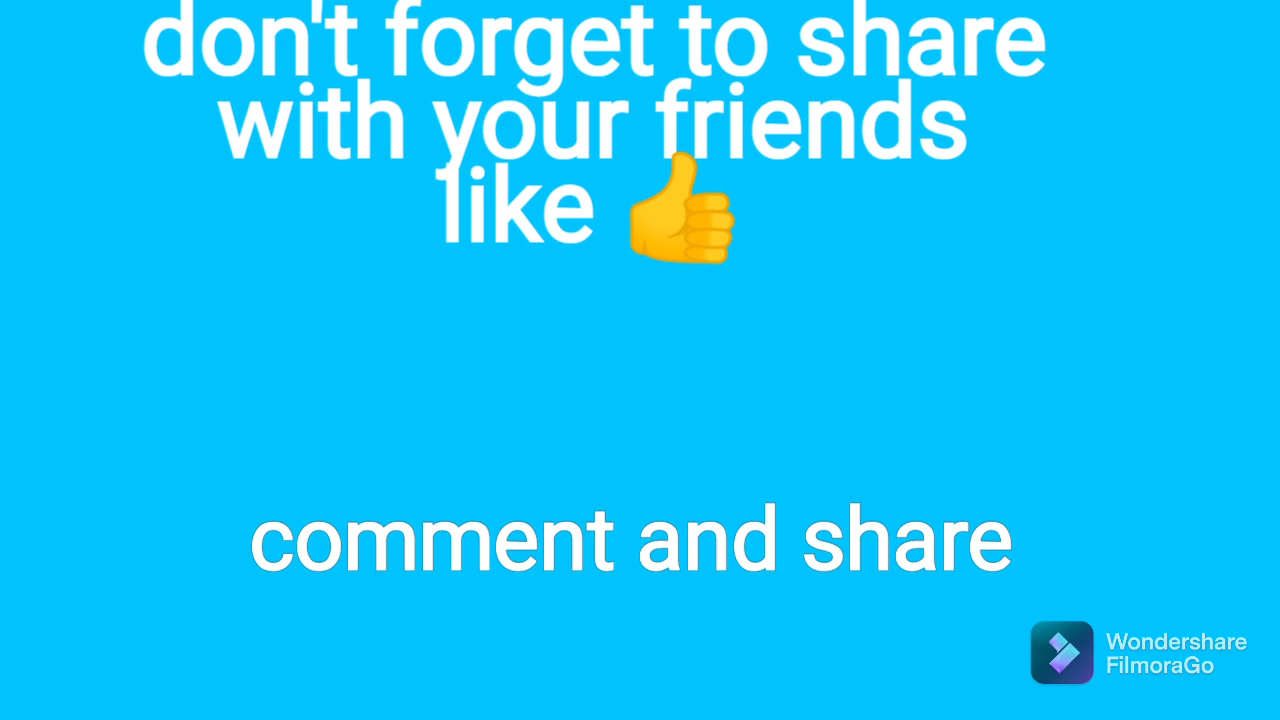 don't forget to share
with your friends
like 👍
comment and share
Wondershare
FilmoraGo